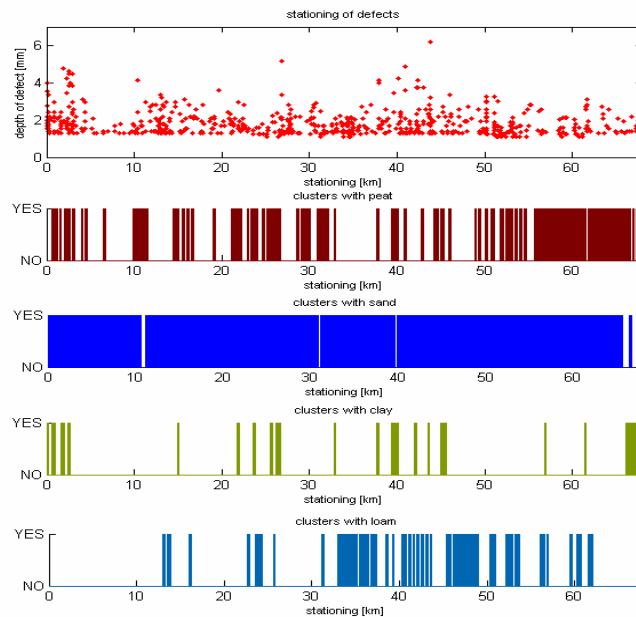 stationing of defects
depth of defect [mm]
6
4
2
0
0 10 20 30 40 50 60
stationing [km]
clusters with peat
YES
NO
0 10 20 30 40 50 60
stationing [km]
clusters with sand
YES
NO
0 10 20 30 40 50 60
stationing [km]
clusters with clay
YES
NO
0 10 20 30 40 50 60
stationing [km]
clusters with loam
YES
NO
0 10 20 30 40 50 60
stationing [km]